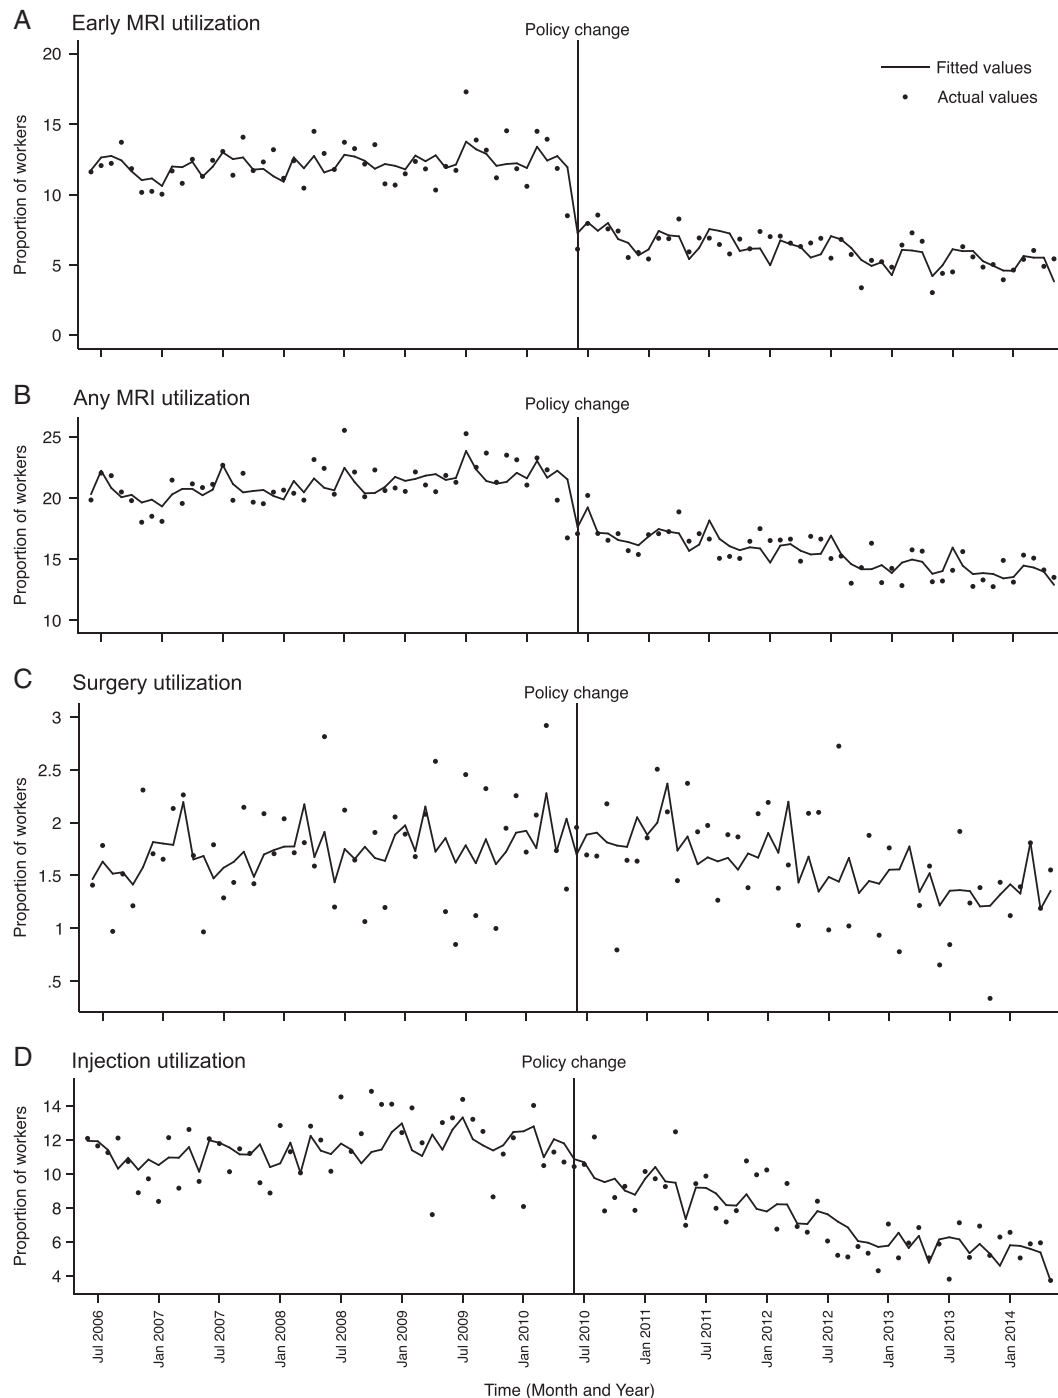 A Early MRI utilization
Policy change
Fitted values
Actual values
Proportion of workers
20
15
10
5
0
B Any MRI utilization
Policy change
Proportion of workers
25
20
15
10
C Surgery utilization
Policy change
Proportion of workers
3
2.5
2
1.5
1
.5
D Injection utilization
Policy change
Proportion of workers
14
12
10
8
6
4
Jul 2006
Jan 2007
Jul 2007
Jan 2008
Jul 2008
Jan 2009
Jul 2009
Jan 2010
Jul 2010
Jan 2011
Jul 2011
Jan 2012
Jul 2012
Jan 2013
Jul 2013
Jan 2014
Time (Month and Year)